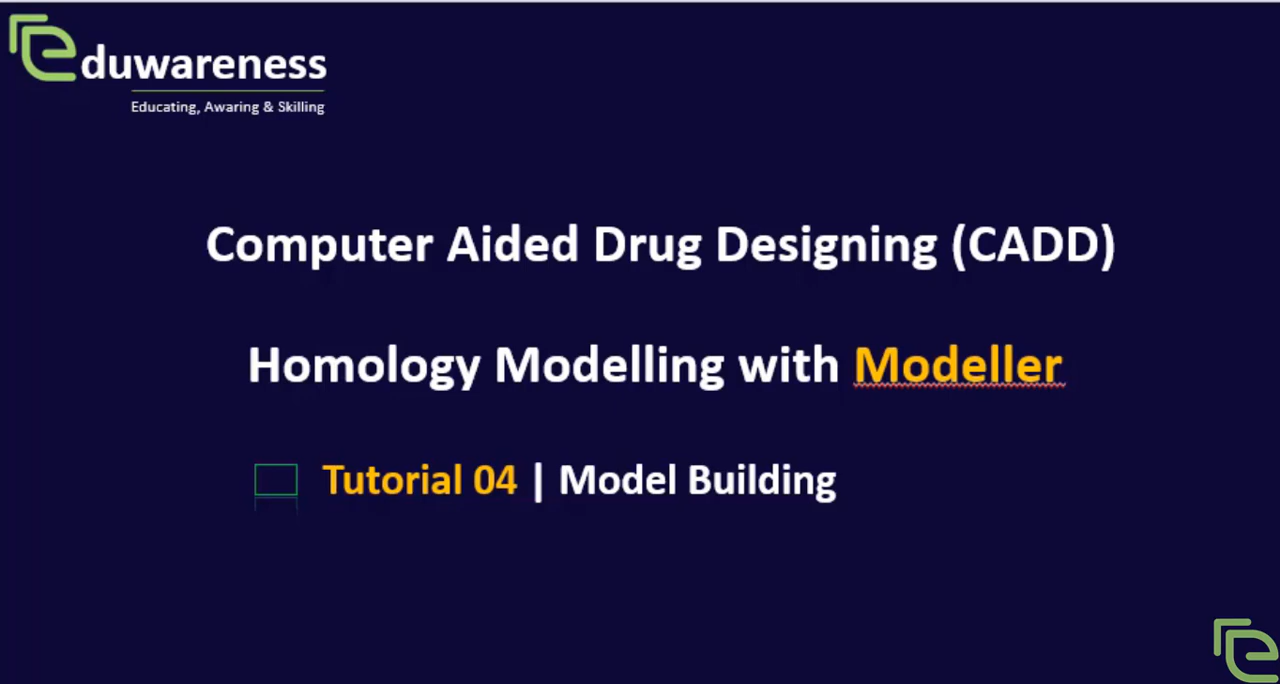 eduwareness
Educating, Awaring & Skilling
Computer Aided Drug Designing (CADD)
Homology Modelling with Modeller
Tutorial 04 | Model Building